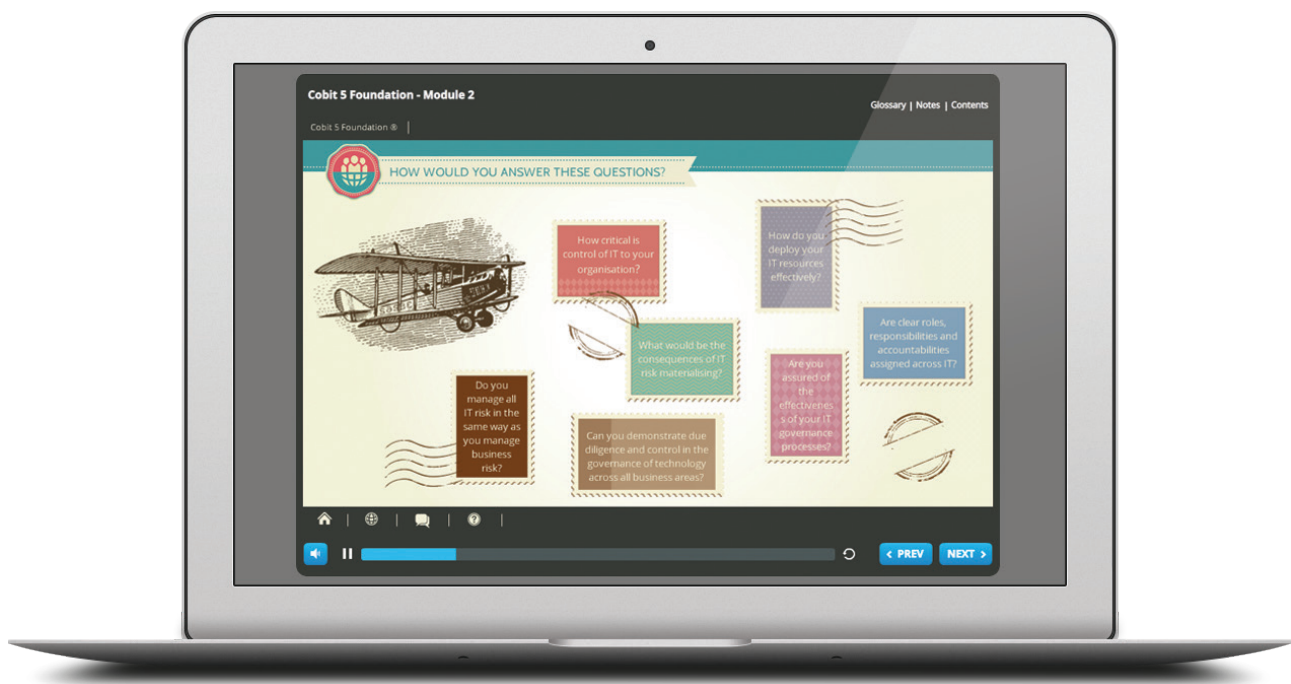 Cobit 5 Foundation - Module 2
Glossary | Notes | Contents
Cobit 5 Foundation ® |
HOW WOULD YOU ANSWER THESE QUESTIONS?
How critical is
control of IT to your
organisation?
How do you
deploy your
IT resources
effectively?
What would be the
consequences of IT
risk materialising?
Are clear roles,
responsibilities and
accountabilities
assigned across IT?
Are you
assured of
the
effectivenes
s of your IT
governance
processes?
Do you
manage all
IT risk in the
same way as
you manage
business
risk?
Can you demonstrate due
diligence and control in the
governance of technology
across all business areas?
PREV
NEXT